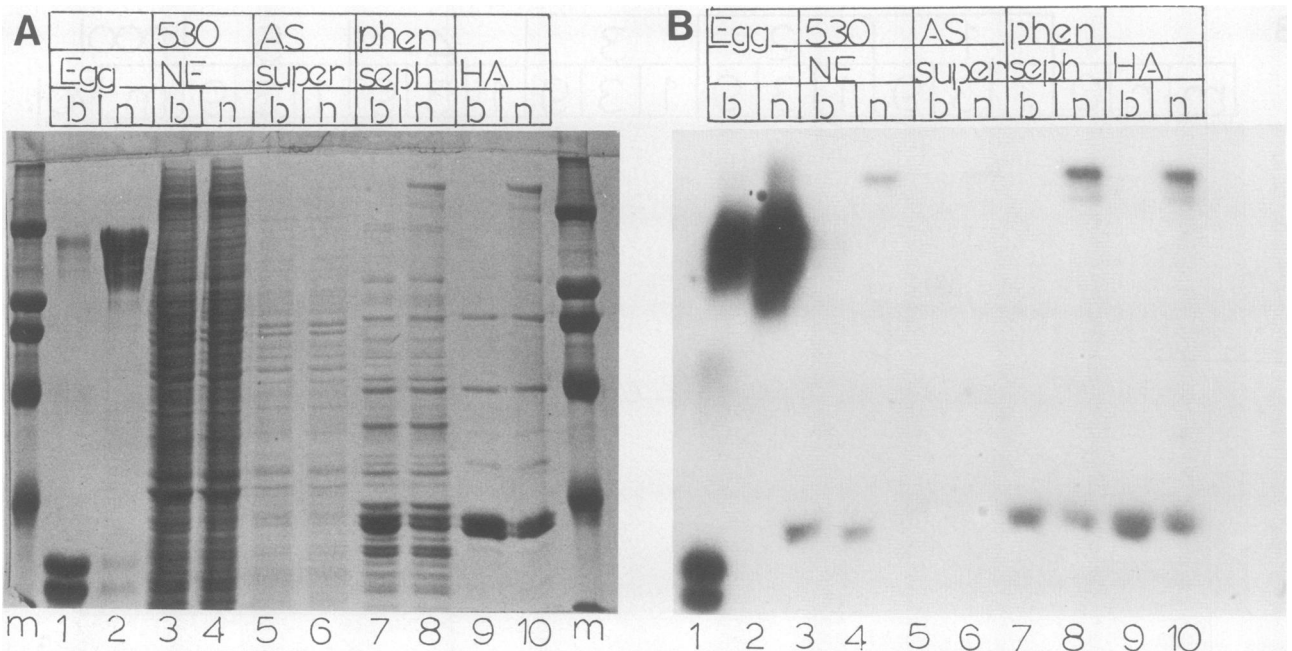 A
530 AS phen
Egg NE super seph HA
b n b n b n b n b n
m 1 2 3 4 5 6 7 8 9 10 m
B
Egg 530 AS phen
NE super seph HA
b n b n b n b n b n
1 2 3 4 5 6 7 8 9 10